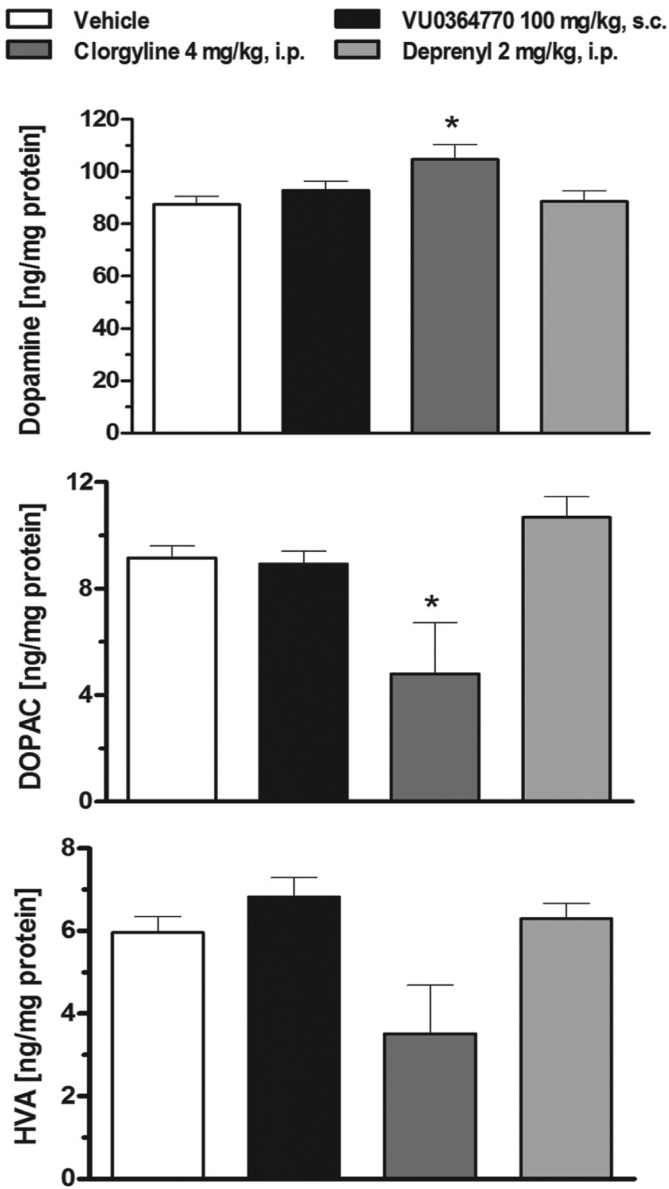 Vehicle
VU0364770 100 mg/kg, s.c.
Clorgyline 4 mg/kg, i.p.
Deprenyl 2 mg/kg, i.p.
Dopamine [ng/mg protein]
120
100
80
60
40
20
0
*
DOPAC [ng/mg protein]
12
8
4
0
*
HVA [ng/mg protein]
8
6
4
2
0